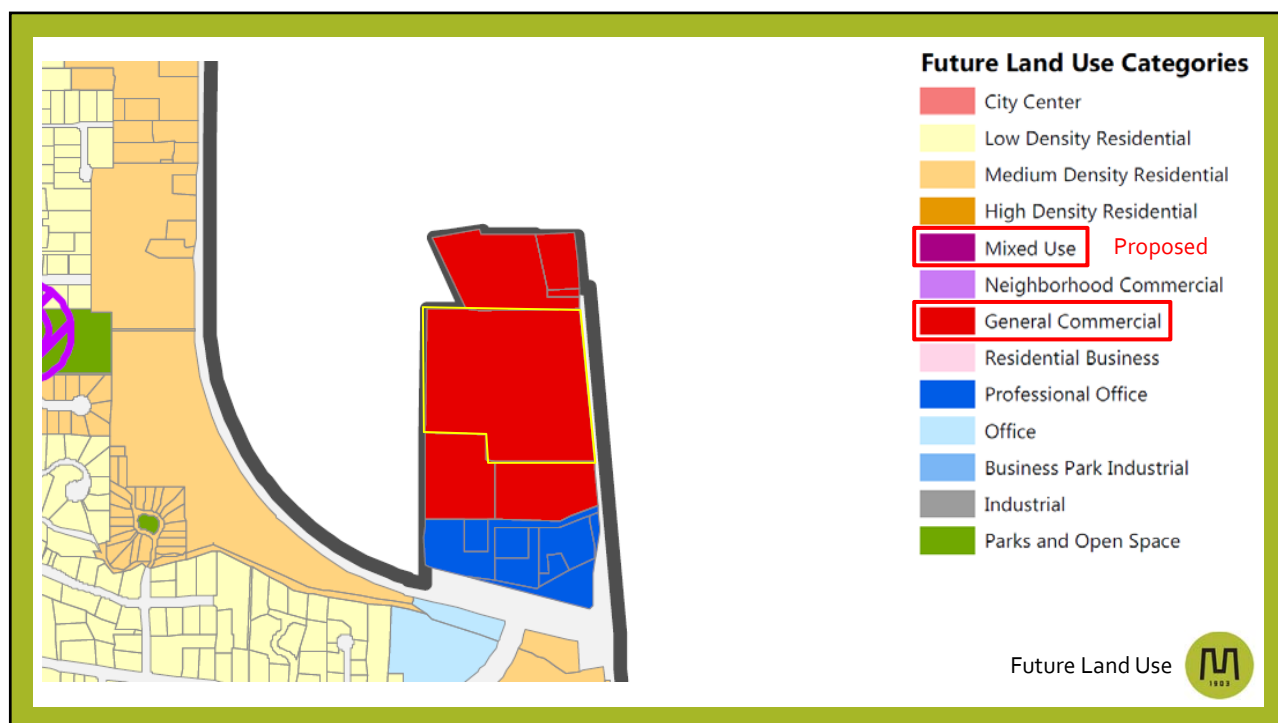 Future Land Use Categories
City Center
Low Density Residential
Medium Density Residential
High Density Residential
Mixed Use Proposed
Neighborhood Commercial
General Commercial
Residential Business
Professional Office
Office
Business Park Industrial
Industrial
Parks and Open Space
Future Land Use
1903